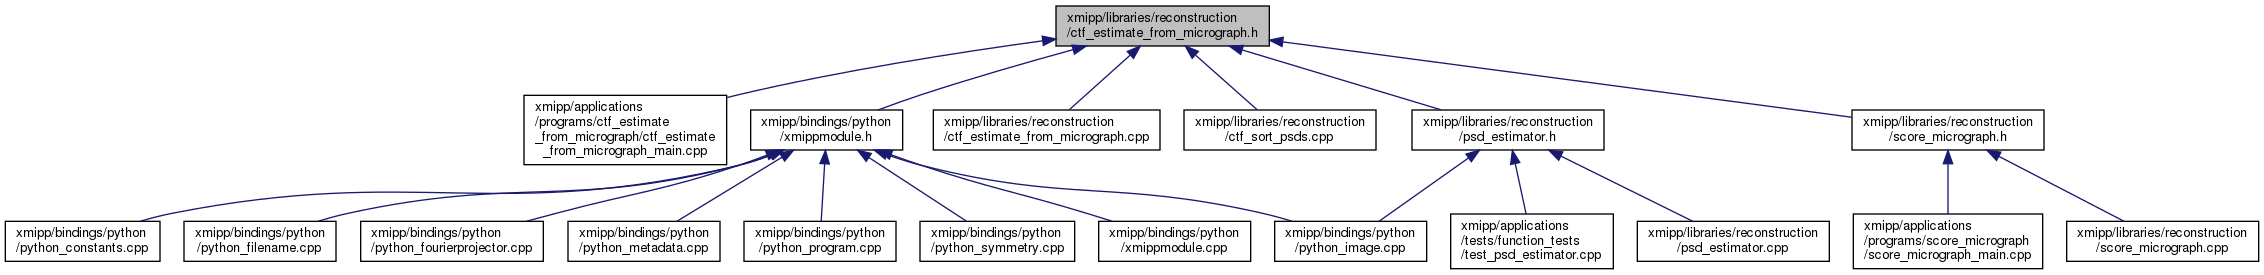 xmipp/libraries/reconstruction
/ctf_estimate_from_micrograph.h
xmipp/applications
/programs/ctf_estimate
_from_micrograph/ctf_estimate
_from_micrograph_main.cpp
xmipp/bindings/python
/xmippmodule.h
xmipp/libraries/reconstruction
/ctf_estimate_from_micrograph.cpp
xmipp/libraries/reconstruction
/ctf_sort_psds.cpp
xmipp/libraries/reconstruction
/psd_estimator.h
xmipp/libraries/reconstruction
/score_micrograph.h
xmipp/bindings/python
/python_constants.cpp
xmipp/bindings/python
/python_filename.cpp
xmipp/bindings/python
/python_fourierprojector.cpp
xmipp/bindings/python
/python_metadata.cpp
xmipp/bindings/python
/python_program.cpp
xmipp/bindings/python
/python_symmetry.cpp
xmipp/bindings/python
/xmippmodule.cpp
xmipp/bindings/python
/python_image.cpp
xmipp/applications
/tests/function_tests
/test_psd_estimator.cpp
xmipp/libraries/reconstruction
/psd_estimator.cpp
xmipp/applications
/programs/score_micrograph
/score_micrograph_main.cpp
xmipp/libraries/reconstruction
/score_micrograph.cpp